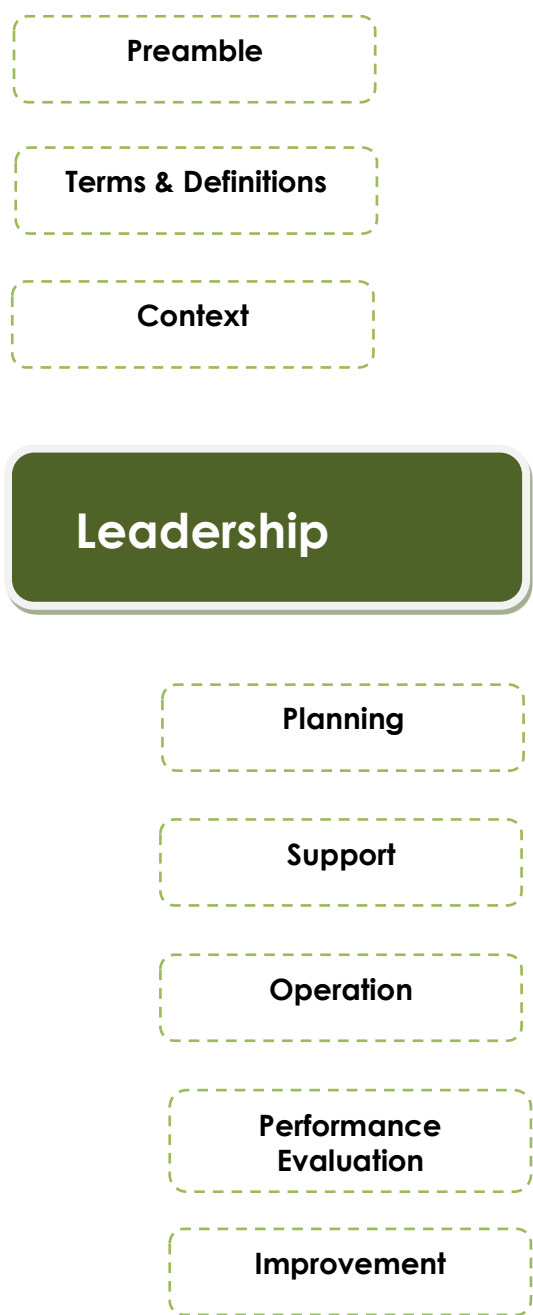 Preamble
Terms & Definitions
Context
Leadership
Planning
Support
Operation
Performance
Evaluation
Improvement